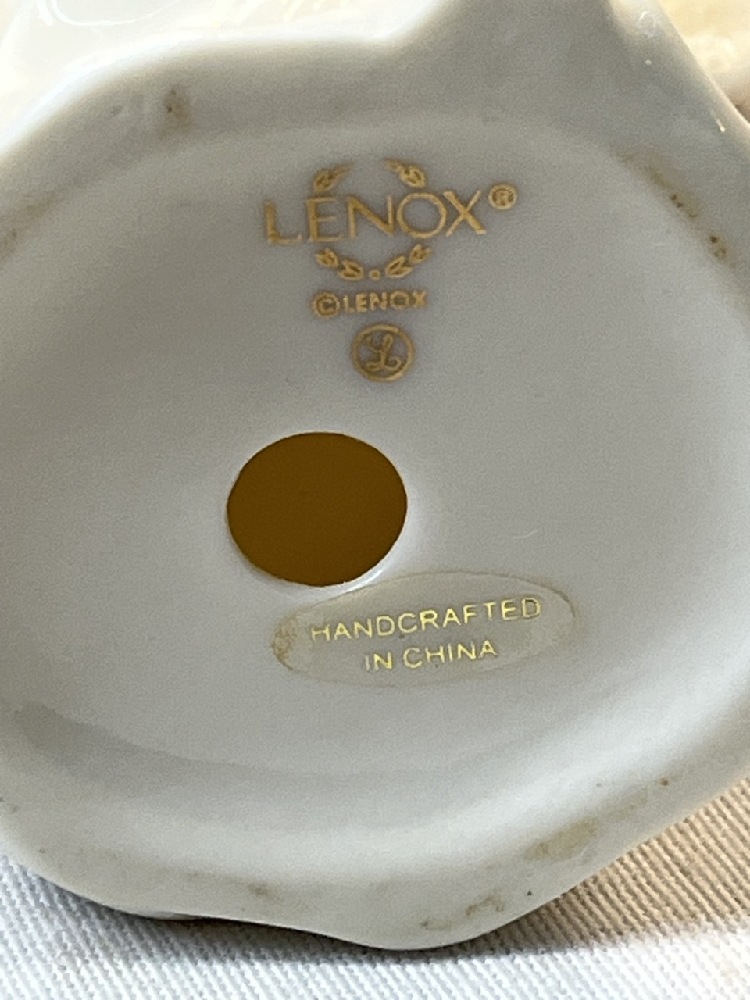 LENOX®
©LENOX
L
HANDCRAFTED
IN CHINA